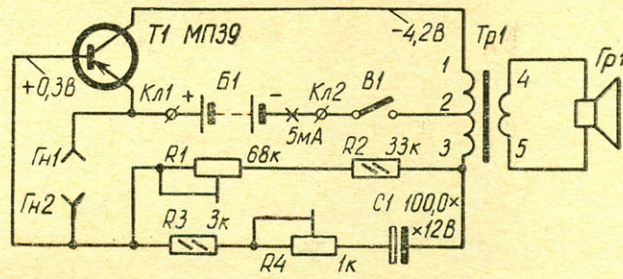 Т1 МП39
-4,2В
Тр1
+0,3В
1
2
3
4
5
Гр1
Кл1
+
Б1
-
5мА
Кл2
В1
Гн1
Гн2
R1
68к
R2
33к
R3
3к
R4
1к
С1
100,0×
×12В